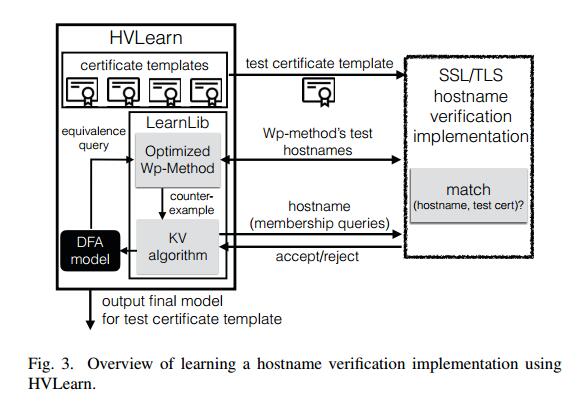 HVLearn
certificate templates
test certificate template
SSL/TLS
hostname
verification
implementation
LearnLib
equivalence
query
Optimized
Wp-Method
Wp-method's test
hostnames
counter-
example
match
(hostname, test cert)?
hostname
(membership queries)
KV
algorithm
DFA
model
accept/reject
output final model
for test certificate template
Fig. 3. Overview of learning a hostname verification implementation using
HVLearn.